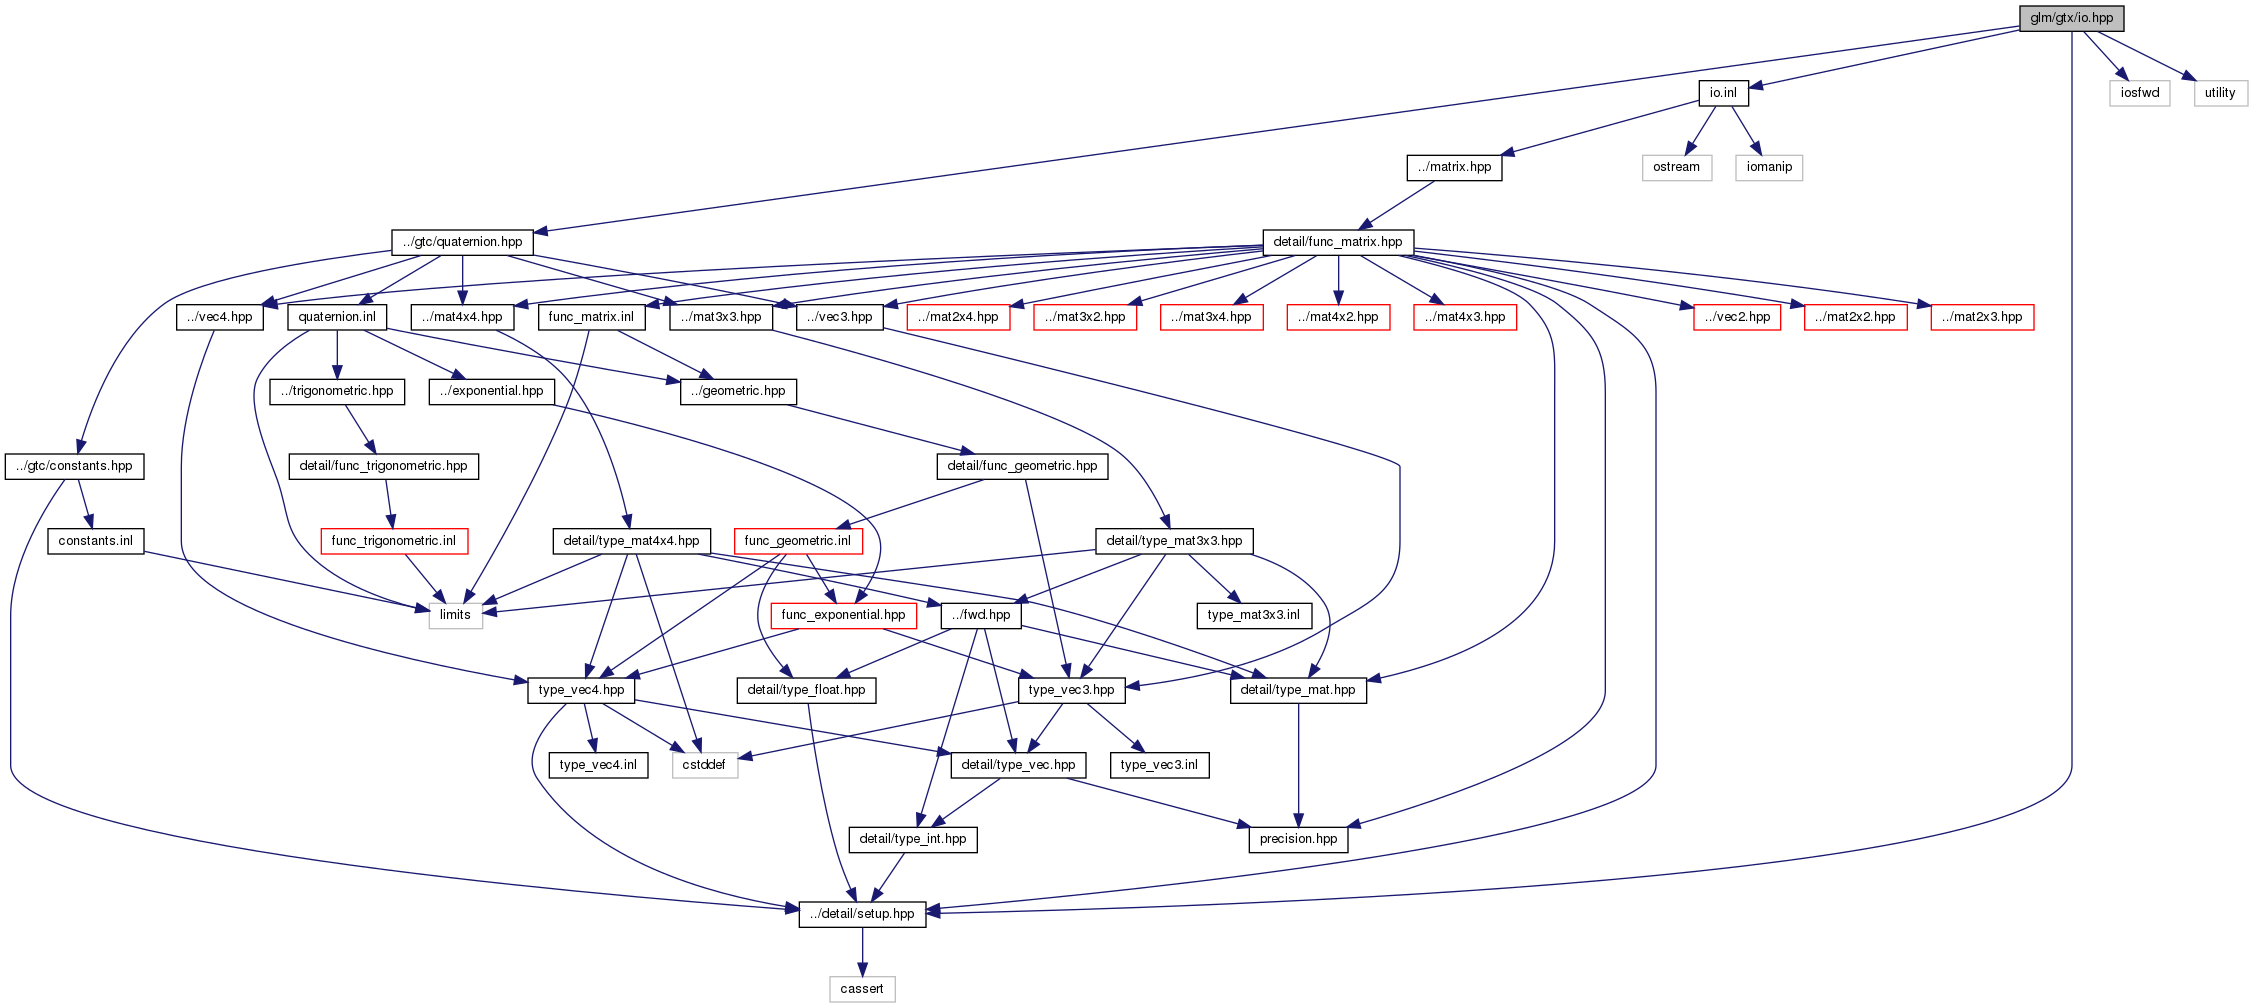 glm/gtx/io.hpp
io.inl
iosfwd
utility
../matrix.hpp
ostream
iomanip
../gtc/quaternion.hpp
detail/func_matrix.hpp
../vec4.hpp
quaternion.inl
../mat4x4.hpp
func_matrix.inl
../mat3x3.hpp
../vec3.hpp
../mat2x4.hpp
../mat3x2.hpp
../mat3x4.hpp
../mat4x2.hpp
../mat4x3.hpp
../vec2.hpp
../mat2x2.hpp
../mat2x3.hpp
../trigonometric.hpp
../exponential.hpp
../geometric.hpp
../gtc/constants.hpp
detail/func_trigonometric.hpp
detail/func_geometric.hpp
constants.inl
func_trigonometric.inl
detail/type_mat4x4.hpp
func_geometric.inl
detail/type_mat3x3.hpp
limits
func_exponential.hpp
../fwd.hpp
type_mat3x3.inl
type_vec4.hpp
detail/type_float.hpp
type_vec3.hpp
detail/type_mat.hpp
type_vec4.inl
cstddef
detail/type_vec.hpp
type_vec3.inl
detail/type_int.hpp
precision.hpp
../detail/setup.hpp
cassert